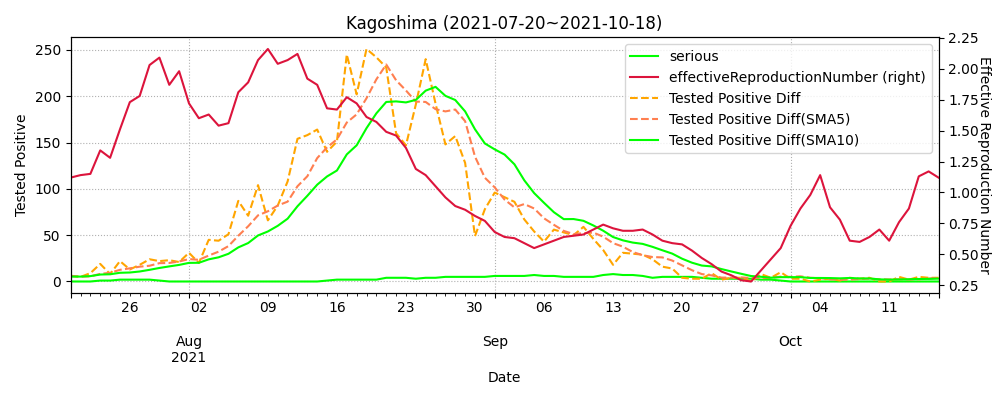 Kagoshima (2021-07-20~2021-10-18)
serious
effectiveReproductionNumber (right)
Tested Positive Diff
Tested Positive Diff(SMA5)
Tested Positive Diff(SMA10)
Tested Positive
250
200
150
100
50
0
2.25
2.00
1.75
1.50
1.25
1.00
0.75
0.50
0.25
Effective Reproduction Number
26 02 09 16 23 30 06 13 20 27 04 11
Aug Sep Oct
2021
Date